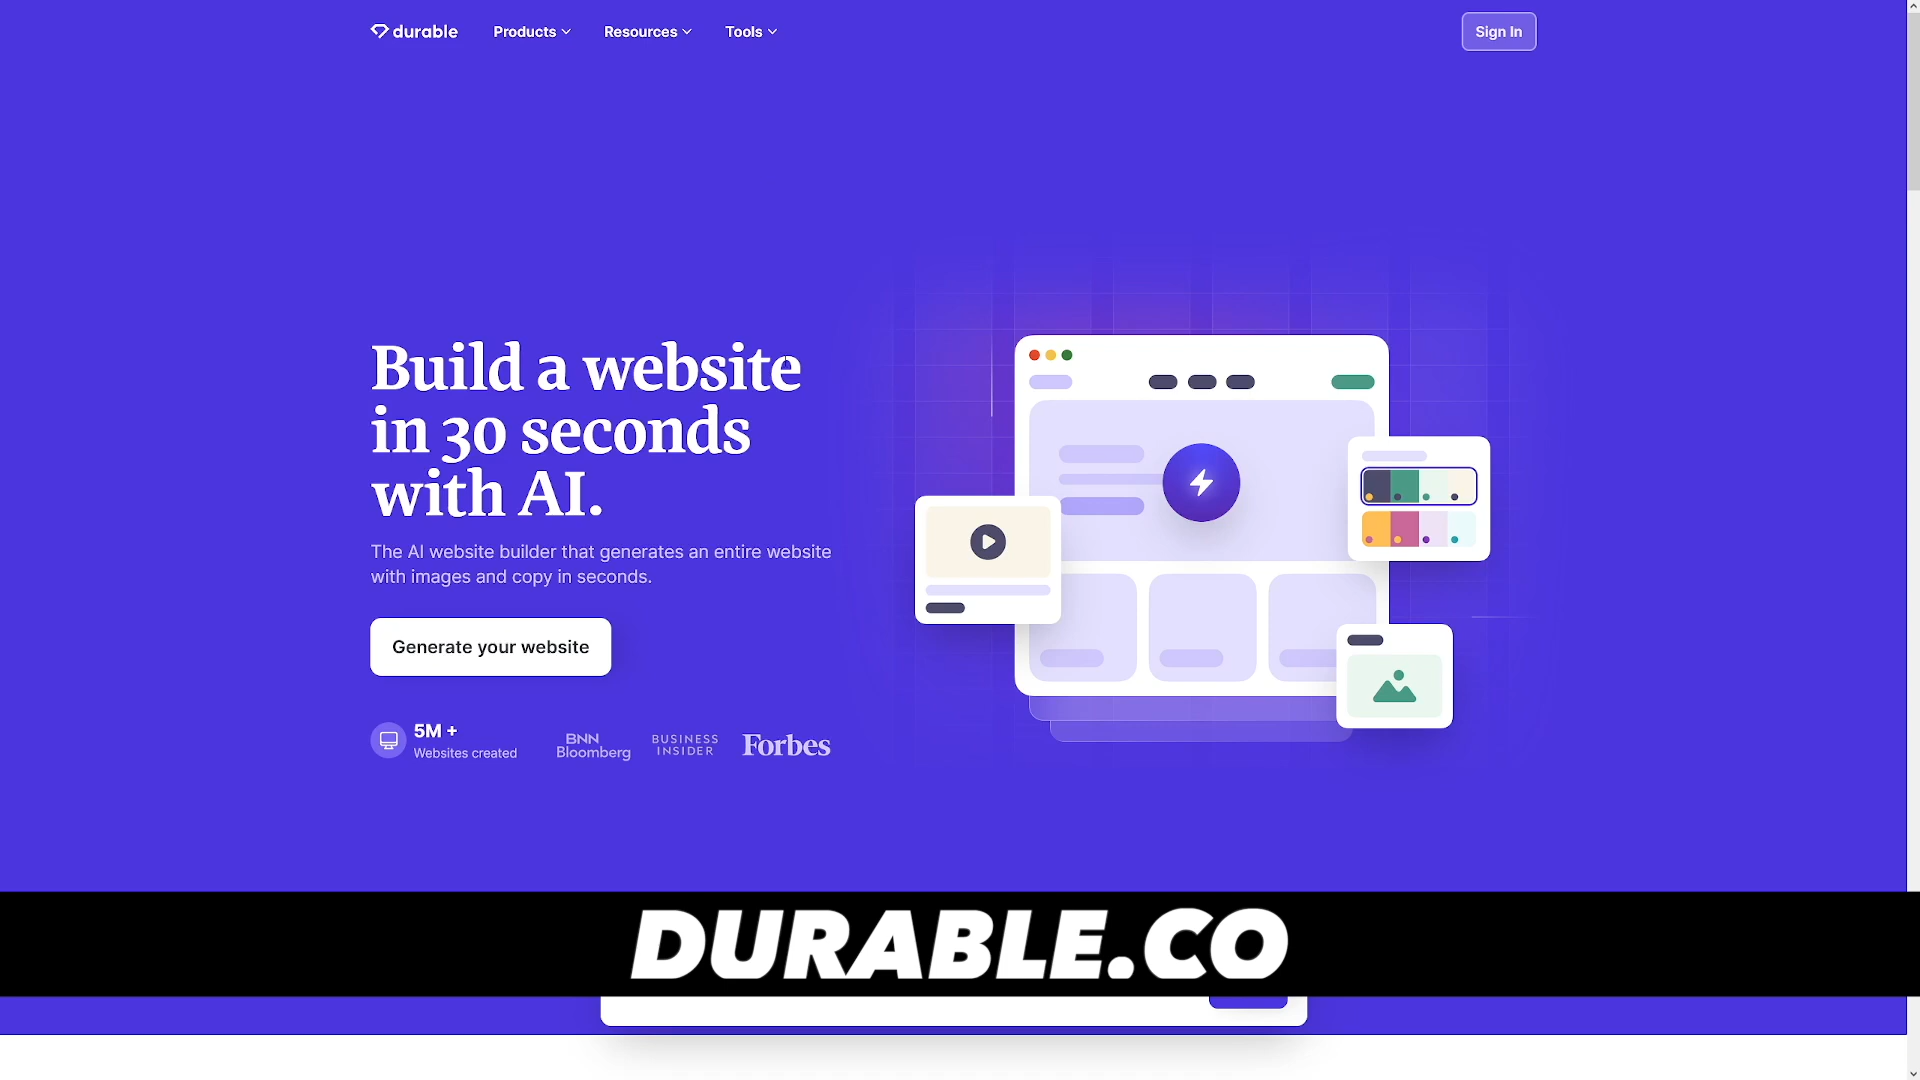 durable
Products
Resources
Tools
Sign In
Build a website
in 30 seconds
with AI.
The AI website builder that generates an entire website
with images and copy in seconds.
Generate your website
5M +
Websites created
BNN
Bloomberg
BUSINESS
INSIDER
Forbes
DURABLE.CO